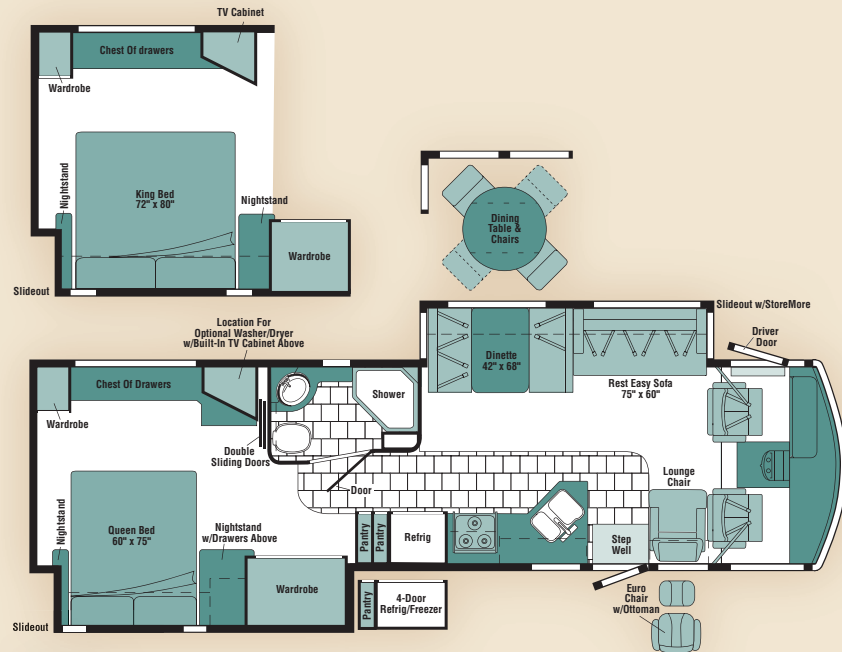 TV Cabinet
Chest Of drawers
Wardrobe
Nightstand
King Bed
72" x 80"
Nightstand
Wardrobe
Slideout
Dining
Table &
Chairs
Location For
Optional Washer/Dryer
w/Built-In TV Cabinet Above
Slideout w/StoreMore
Driver
Door
Chest Of Drawers
Wardrobe
Shower
Dinette
42" x 68"
Rest Easy Sofa
75" x 60"
Double
Sliding Doors
Door
Lounge
Chair
Nightstand
Queen Bed
60" x 75"
Nightstand
w/Drawers Above
Wardrobe
Pantry
Pantry
Refrig
Step
Well
Pantry
4-Door
Refrig/Freezer
Euro
Chair
w/Ottoman
Slideout